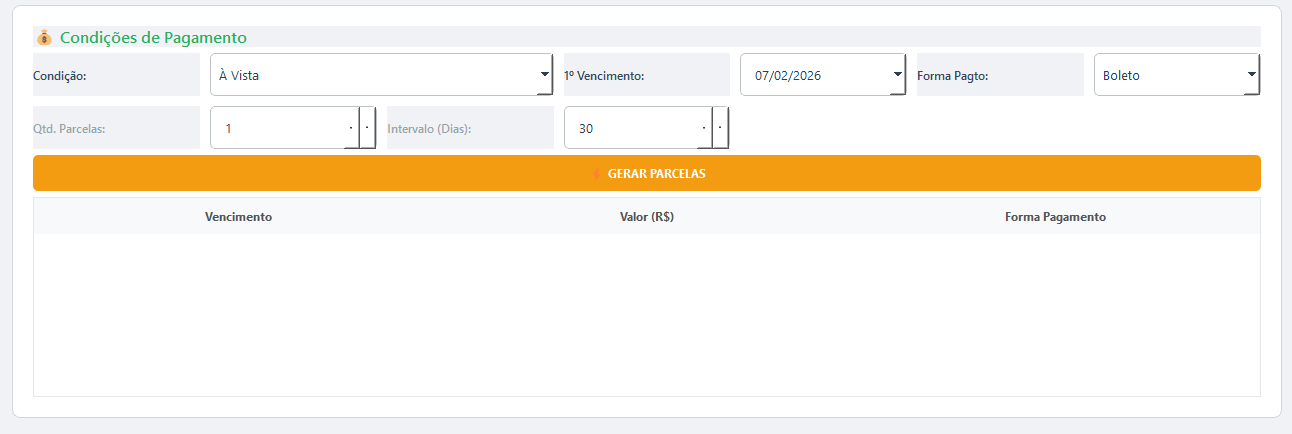 Condições de Pagamento
Condição: À Vista 1º Vencimento: 07/02/2026 Forma Pagto: Boleto
Qtd. Parcelas: 1 Intervalo (Dias): 30
GERAR PARCELAS
Vencimento Valor (R$) Forma Pagamento